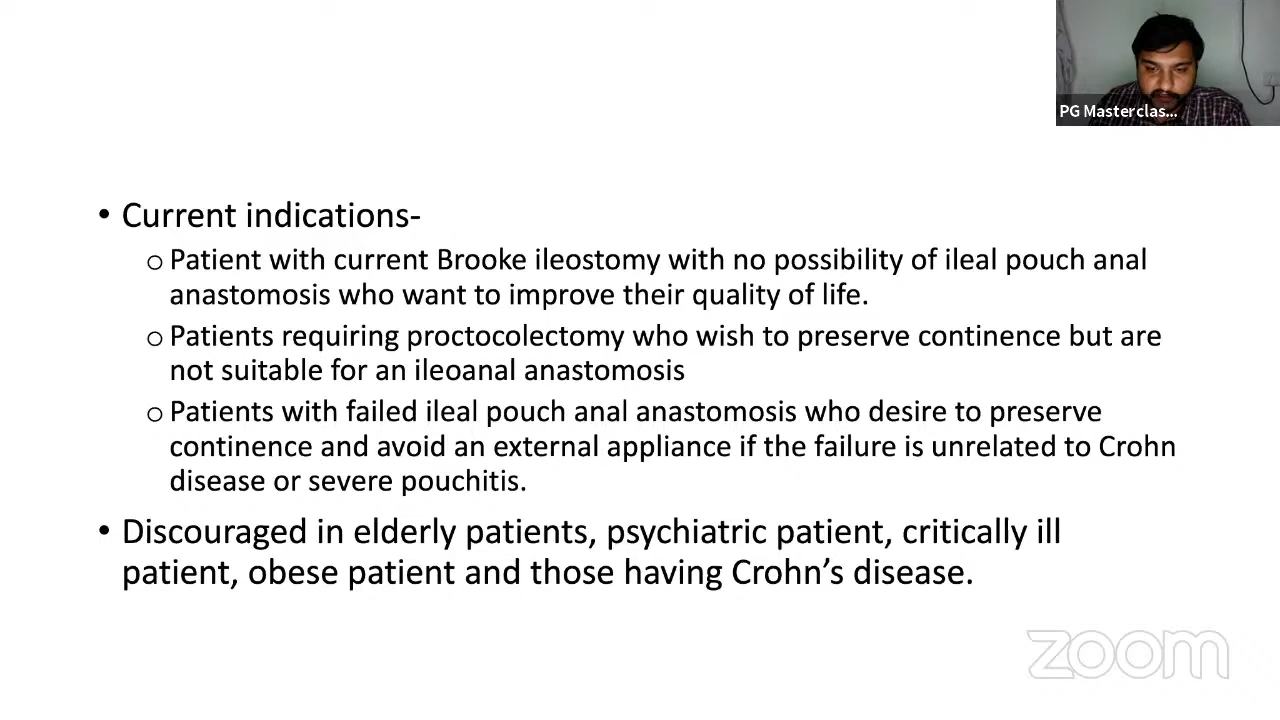 PG Masterclas...
• Current indications-
o Patient with current Brooke ileostomy with no possibility of ileal pouch anal
anastomosis who want to improve their quality of life.
o Patients requiring proctocolectomy who wish to preserve continence but are
not suitable for an ileoanal anastomosis
o Patients with failed ileal pouch anal anastomosis who desire to preserve
continence and avoid an external appliance if the failure is unrelated to Crohn
disease or severe pouchitis.
• Discouraged in elderly patients, psychiatric patient, critically ill
patient, obese patient and those having Crohn’s disease.
zoom